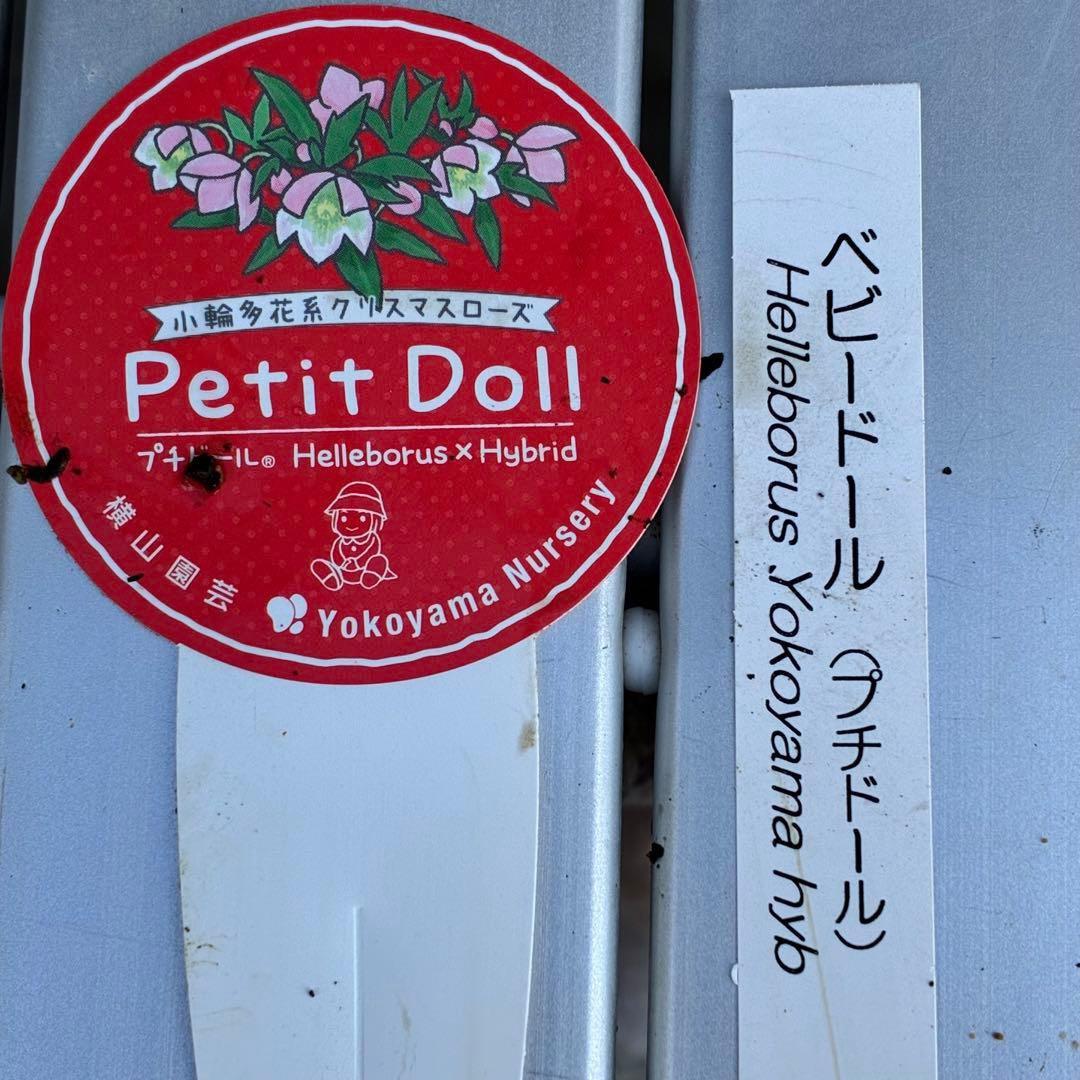 小輪多花系クリスマスローズ
Petit Doll
プチドール® Helleborus×Hybrid
横山園芸
Yokoyama Nursery
ベビードール (プチドール)
Helleborus Yokoyama hyb